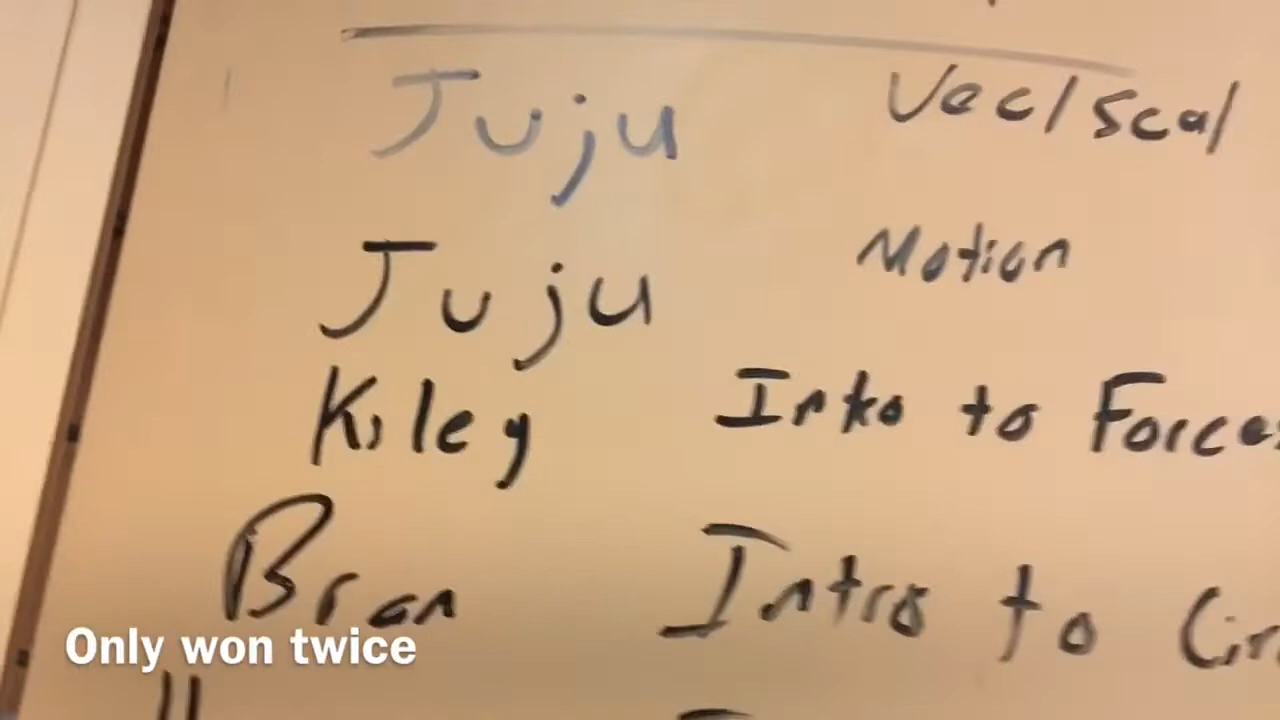 Juju Vec/Scal
Juju Motion
Kiley Intro to Forces
Bran Intro to Cir
Only won twice
"